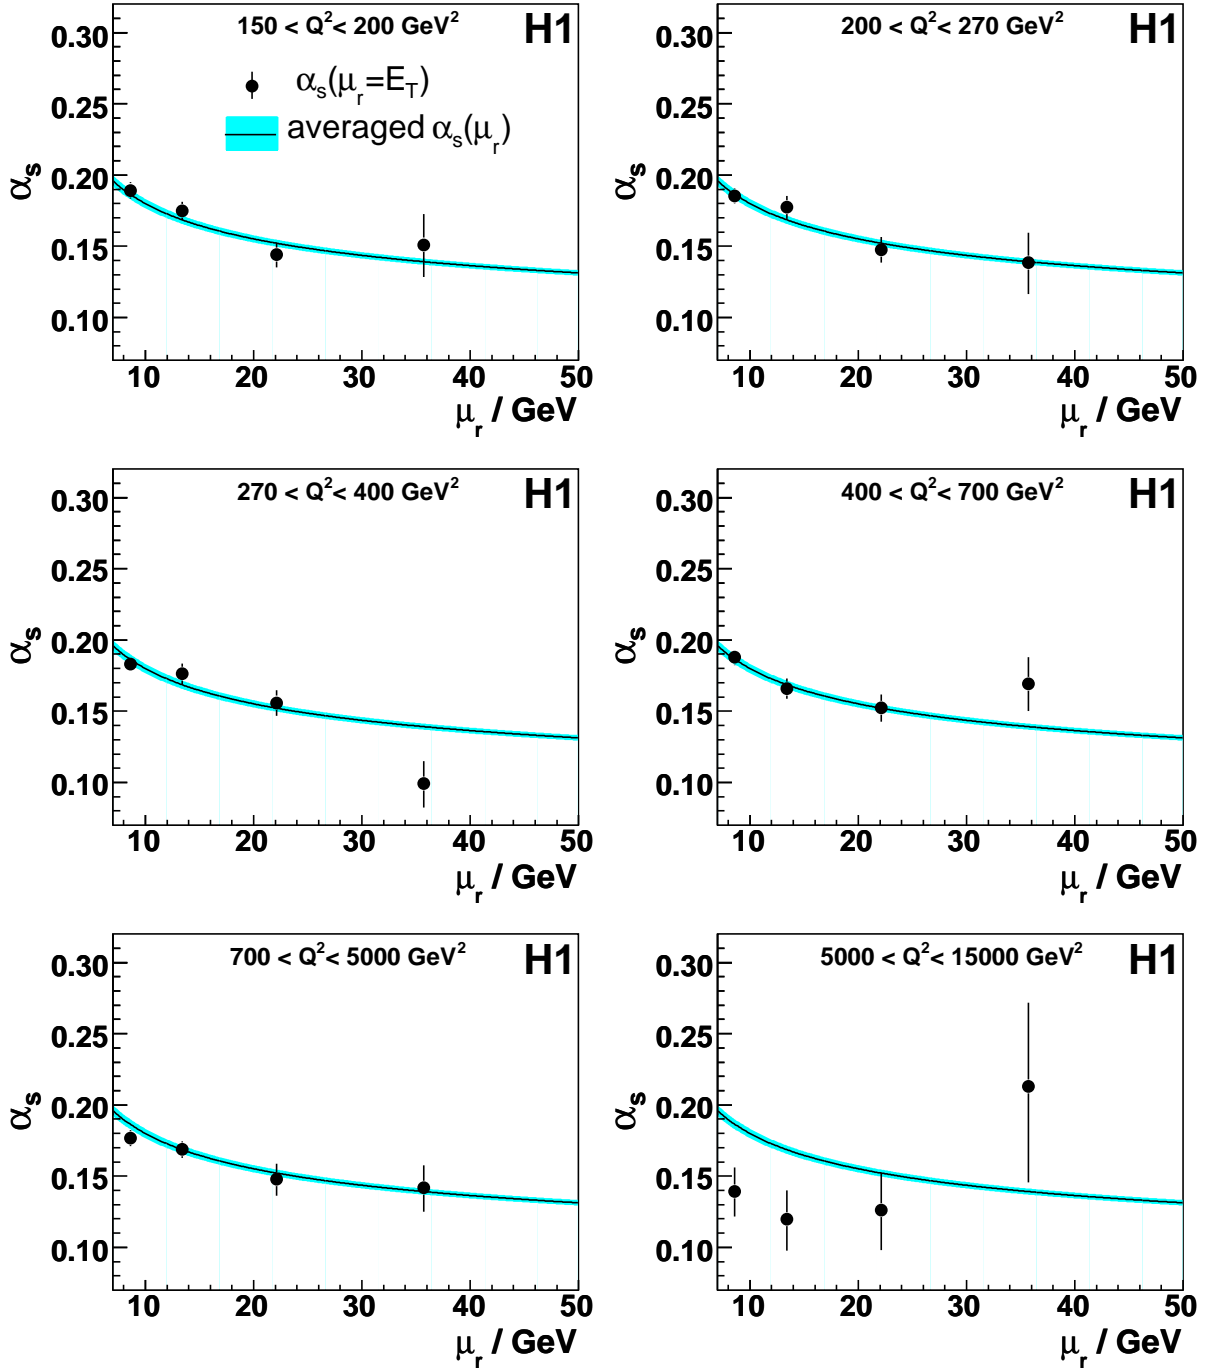 150 < Q²< 200 GeV² H1
αs(μr=ET)
averaged αs(μr)
0.30
0.25
0.20
0.15
0.10
αs
10 20 30 40 50
μr / GeV
200 < Q²< 270 GeV² H1
0.30
0.25
0.20
0.15
0.10
αs
10 20 30 40 50
μr / GeV
270 < Q²< 400 GeV² H1
0.30
0.25
0.20
0.15
0.10
αs
10 20 30 40 50
μr / GeV
400 < Q²< 700 GeV² H1
0.30
0.25
0.20
0.15
0.10
αs
10 20 30 40 50
μr / GeV
700 < Q²< 5000 GeV² H1
0.30
0.25
0.20
0.15
0.10
αs
10 20 30 40 50
μr / GeV
5000 < Q²< 15000 GeV² H1
0.30
0.25
0.20
0.15
0.10
αs
10 20 30 40 50
μr / GeV